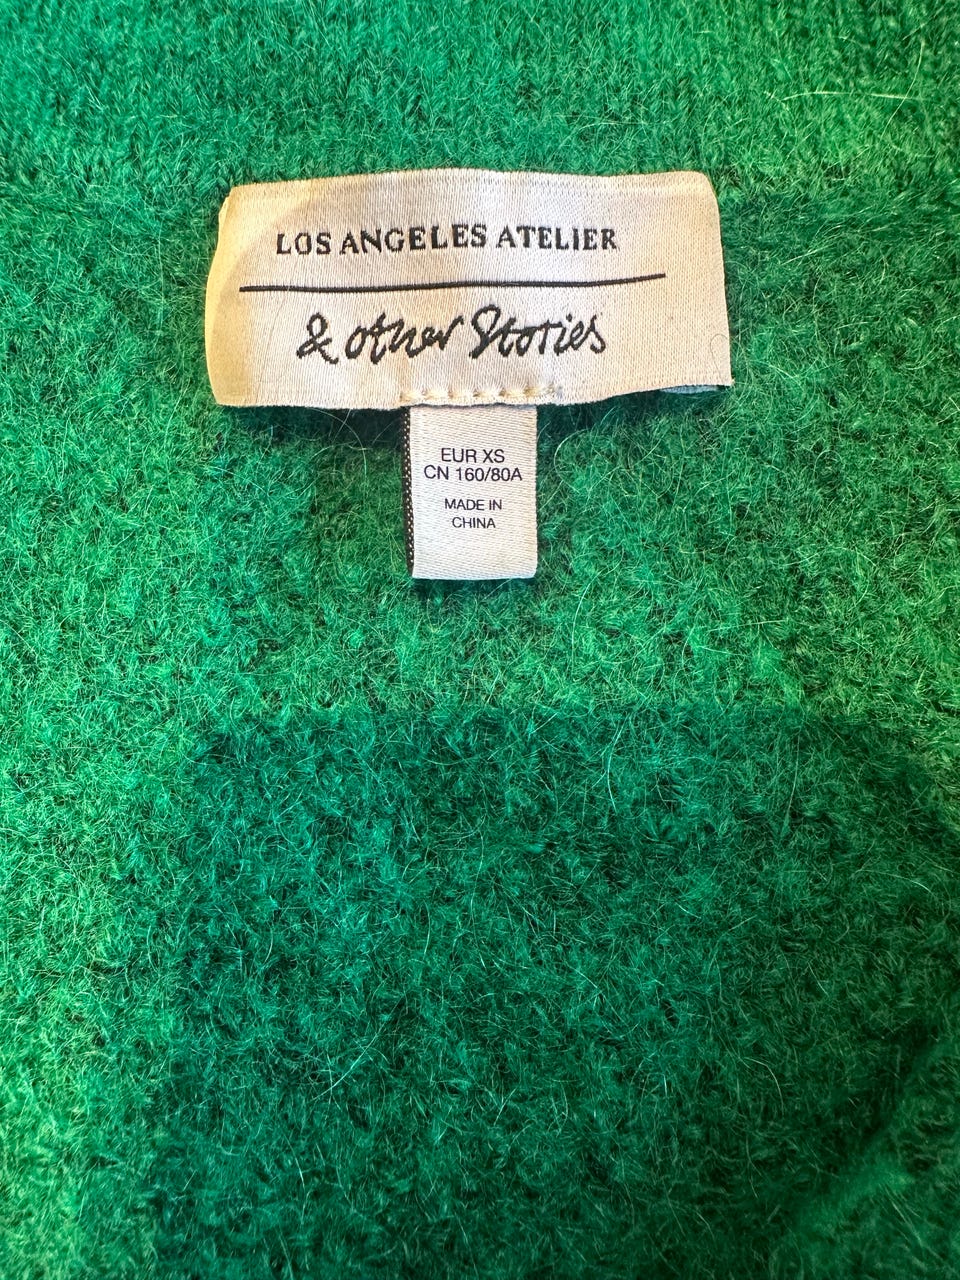 LOS ANGELES ATELIER
& other Stories
EUR XS
CN 160/80A
MADE IN
CHINA